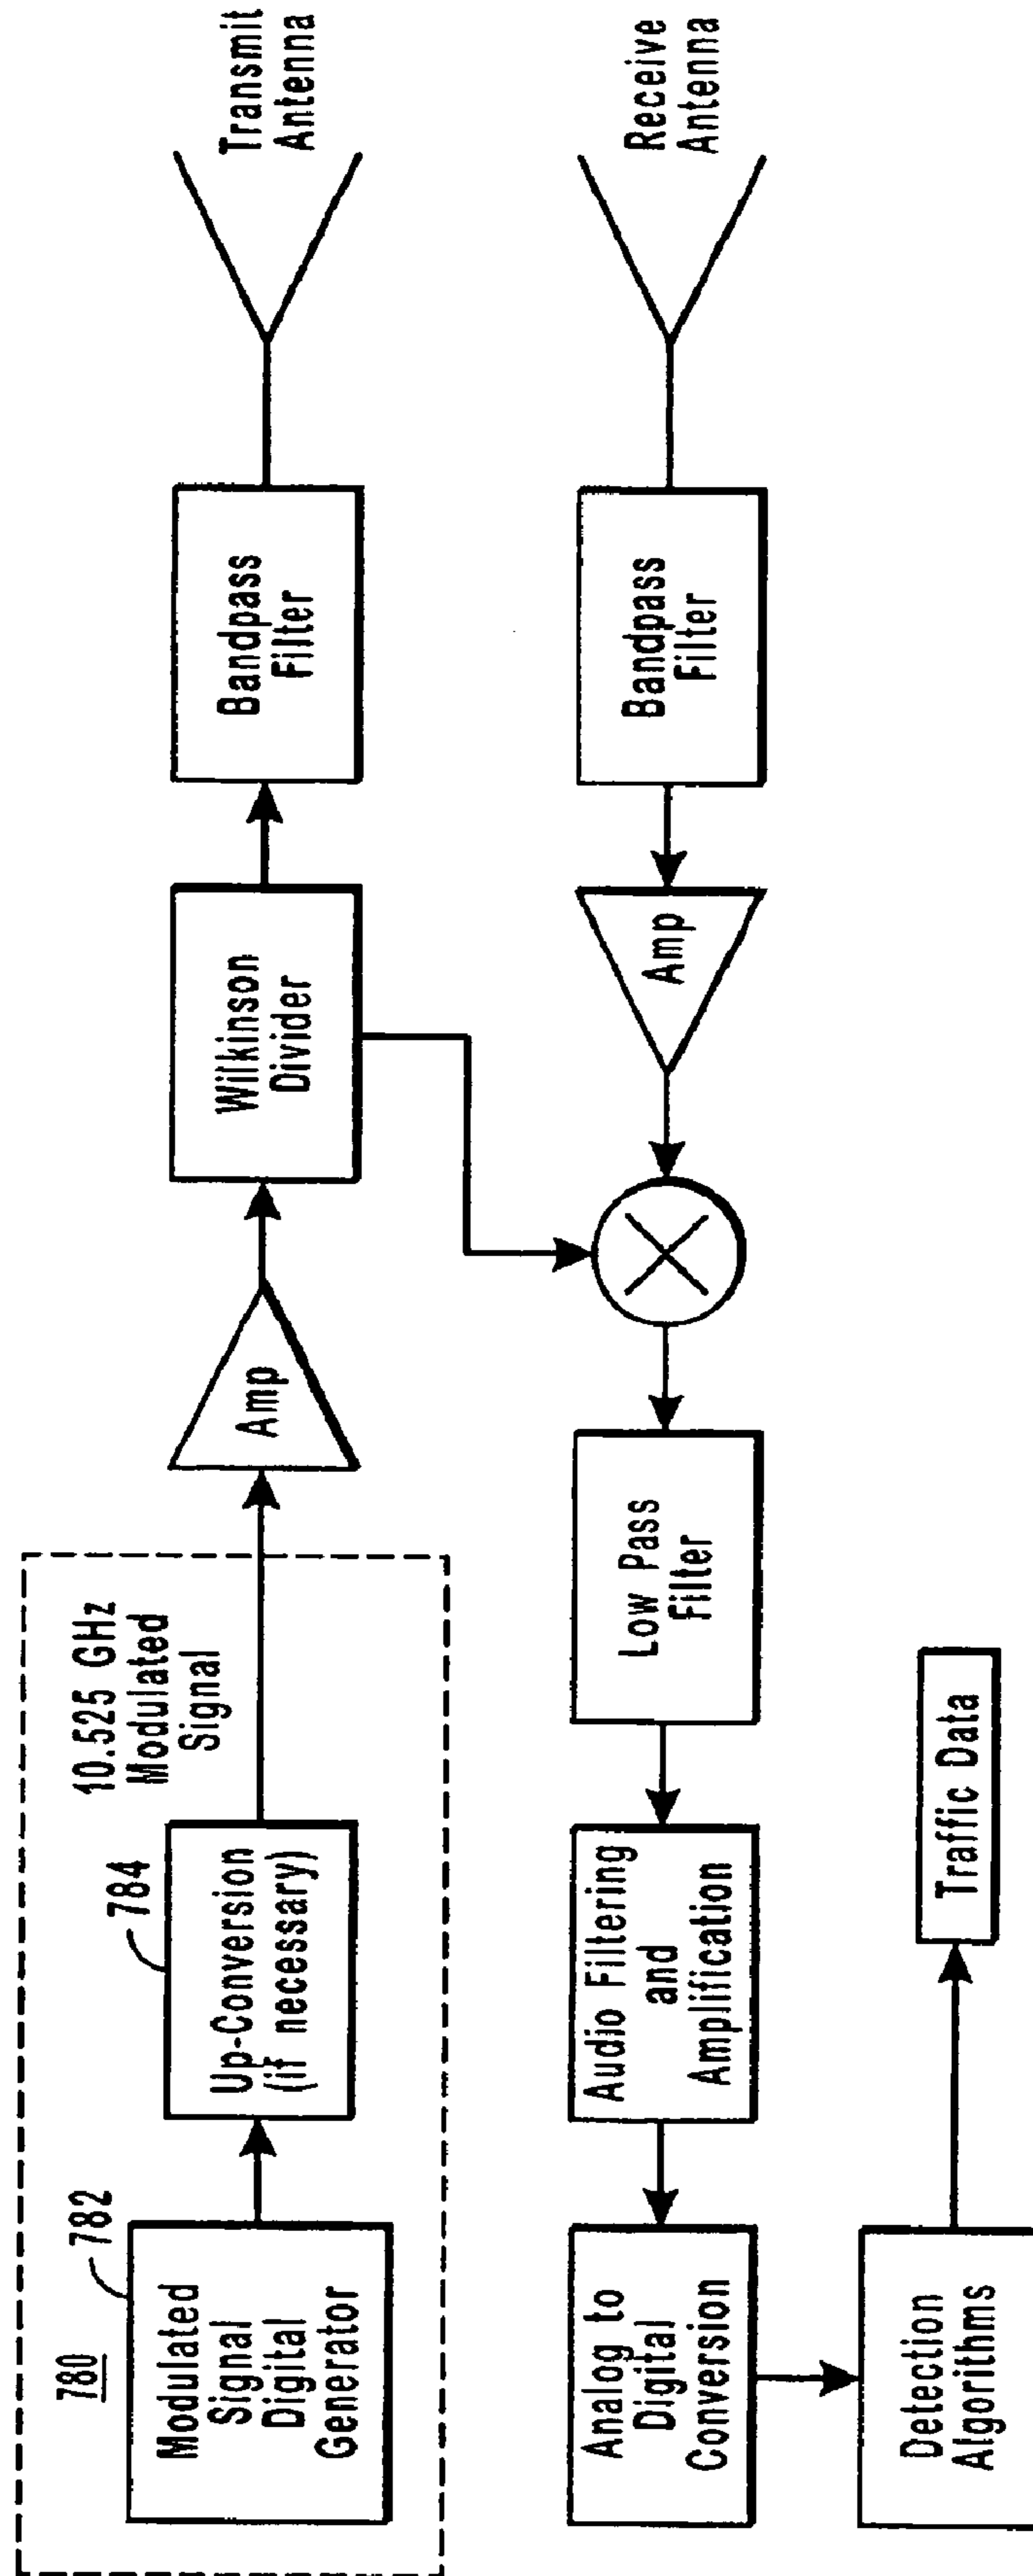 780
782
Modulated
Signal
Digital
Generator
784
Up-Conversion
(if necessary)
10.525 GHz
Modulated
Signal
Amp
Wilkinson
Divider
Bandpass
Filter
Transmit
Antenna
Receive
Antenna
Bandpass
Filter
Amp
Low Pass
Filter
Audio Filtering
and
Amplification
Analog to
Digital
Conversion
Detection
Algorithms
Traffic Data